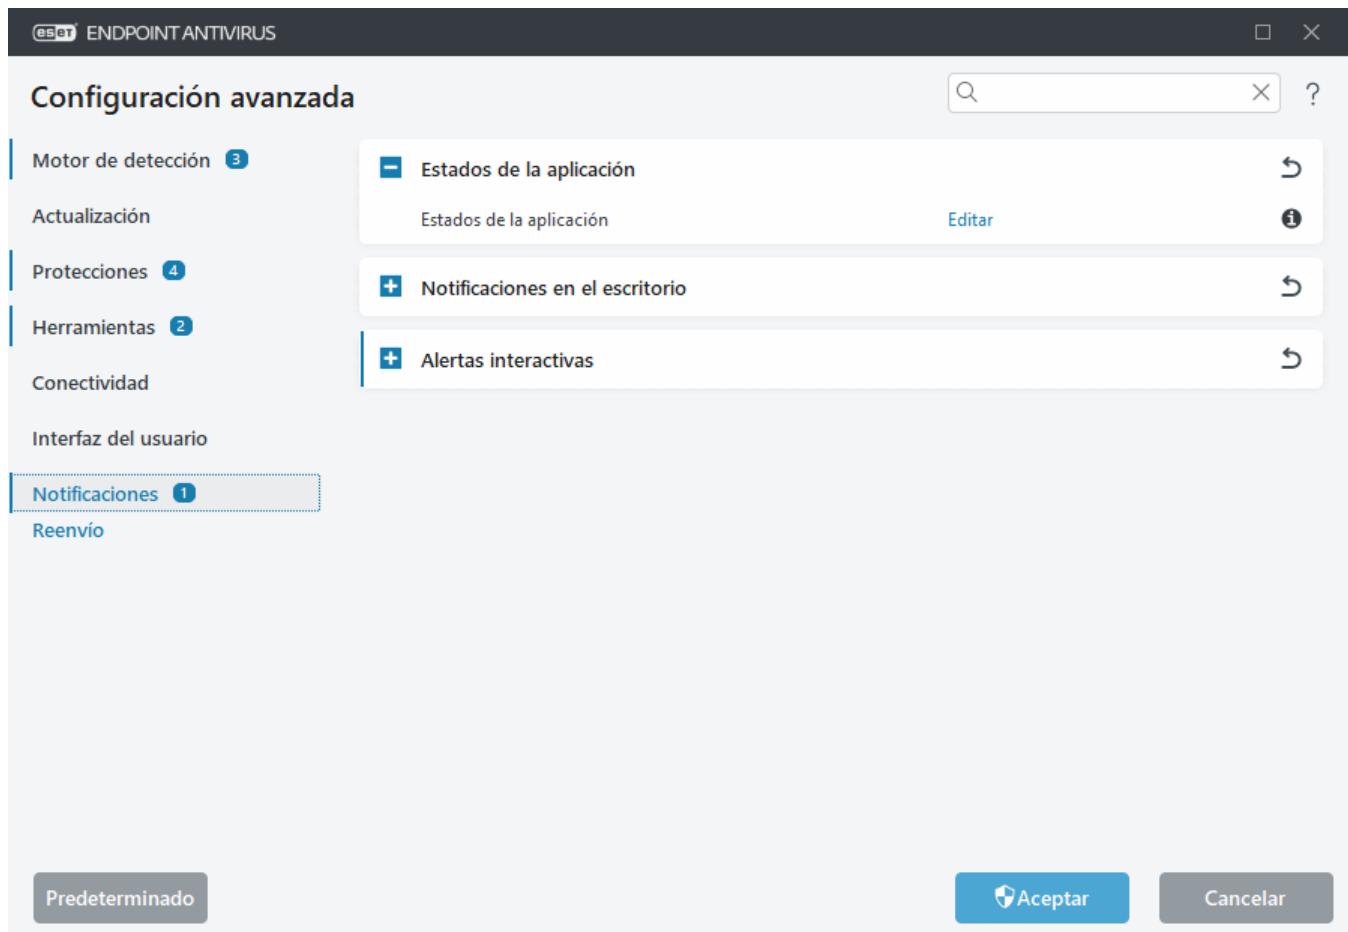 eset ENDPOINT ANTIVIRUS
Configuración avanzada
?
Motor de detección 3
Actualización
Protecciones 4
Herramientas 2
Conectividad
Interfaz del usuario
Notificaciones 1
Reenvío
Estados de la aplicación
Estados de la aplicación Editar
Notificaciones en el escritorio
Alertas interactivas
Predeterminado
Aceptar
Cancelar